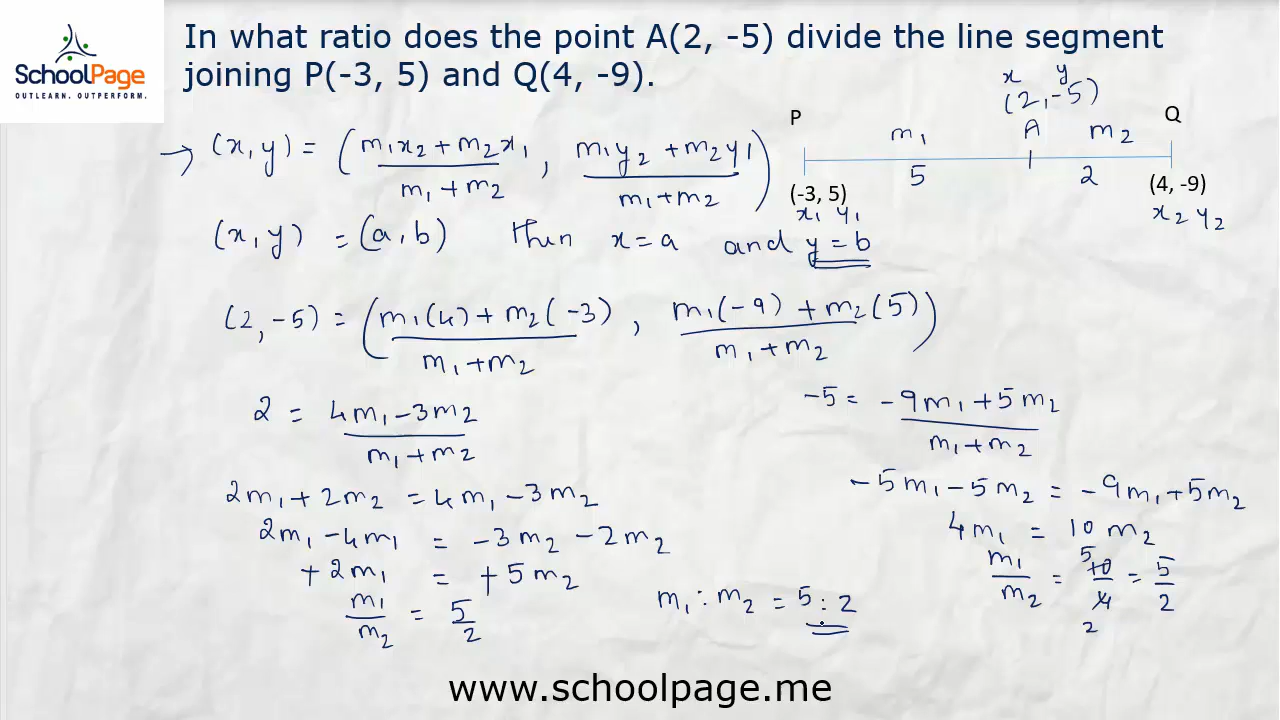 SchoolPage
OUTLEARN. OUTPERFORM.
In what ratio does the point A(2, -5) divide the line segment
joining P(-3, 5) and Q(4, -9).
x y
(2, -5)
P m₁ A m₂ Q
5 2
(-3, 5) (4, -9)
x₁ y₁ x₂ y₂
→ (x, y) = ( (m₁x₂ + m₂x₁)/(m₁ + m₂) , (m₁y₂ + m₂y₁)/(m₁ + m₂) )
(x, y) = (a, b) then x = a and y = b
(2, -5) = ( (m₁(4) + m₂(-3))/(m₁ + m₂) , (m₁(-9) + m₂(5))/(m₁ + m₂) )
2 = (4m₁ - 3m₂)/(m₁ + m₂)
2m₁ + 2m₂ = 4m₁ - 3m₂
2m₁ - 4m₁ = -3m₂ - 2m₂
+2m₁ = +5m₂
m₁/m₂ = 5/2
-5 = (-9m₁ + 5m₂)/(m₁ + m₂)
-5m₁ - 5m₂ = -9m₁ + 5m₂
4m₁ = 10m₂
5
m₁/m₂ = 10/4 = 5/2
2
m₁ : m₂ = 5 : 2
www.schoolpage.me